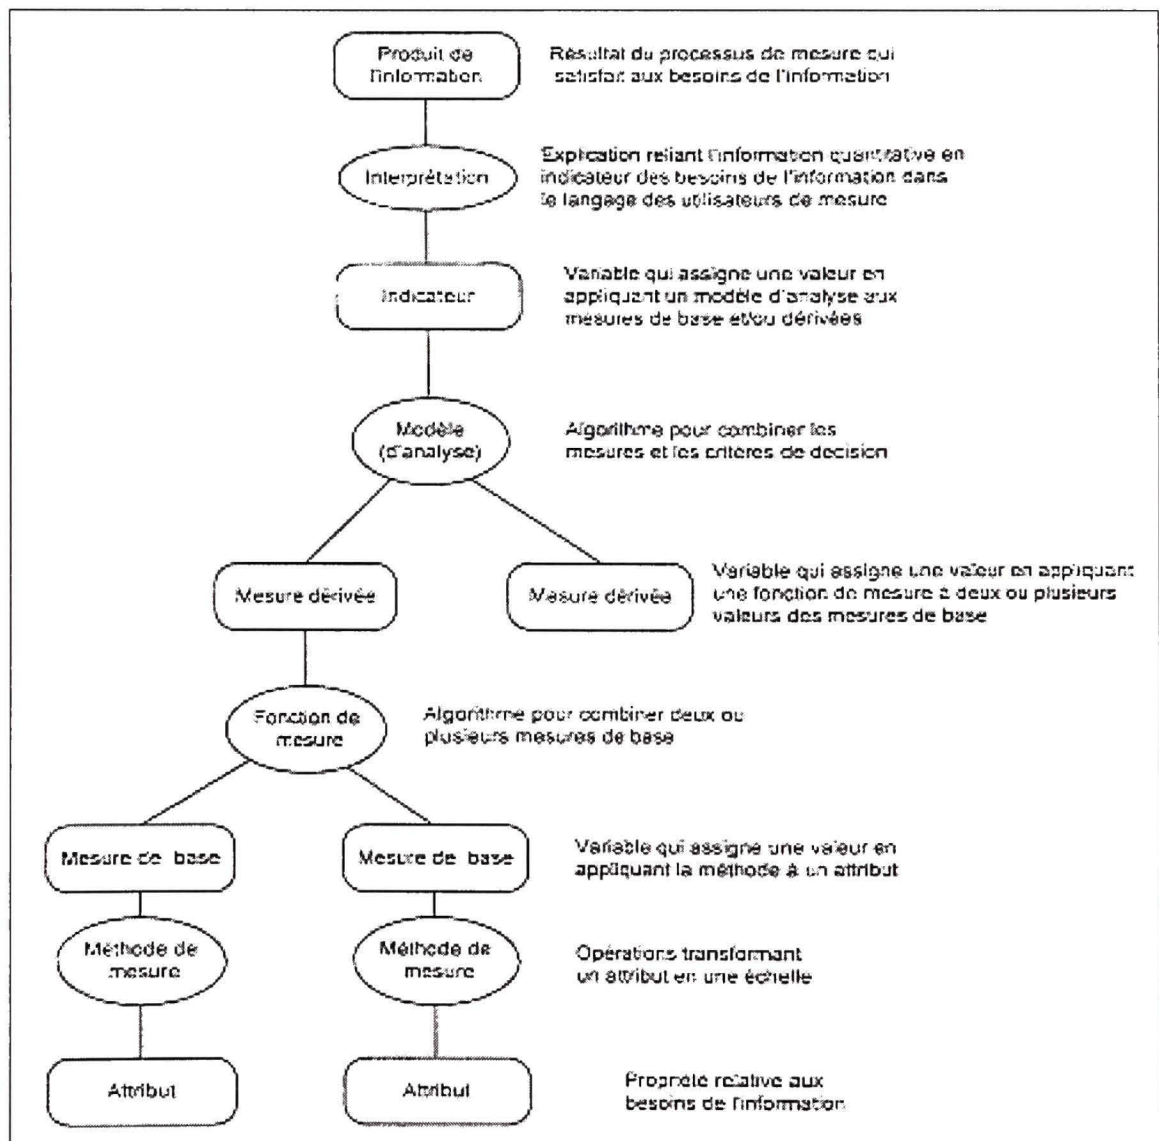 Produit de
l'information
Résultat du processus de mesure qui
satisfait aux besoins de l'information
Interprétation
Explication reliant l'information quantitative en
indicateur des besoins de l'information dans
le langage des utilisateurs de mesure
Indicateur
Variable qui assigne une valeur en
appliquant un modèle d'analyse aux
mesures de base et/ou dérivées
Modèle
(d'analyse)
Algorithme pour combiner les
mesures et les critères de decision
Mesure dérivée
Mesure dérivée
Variable qui assigne une valeur en appliquant
une fonction de mesure à deux ou plusieurs
valeurs des mesures de base
Fonction de
mesure
Algorithme pour combiner deux ou
plusieurs mesures de base
Mesure de base
Mesure de base
Variable qui assigne une valeur en
appliquant la méthode à un attribut
Méthode de
mesure
Méthode de
mesure
Opérations transformant
un attribut en une échelle
Attribut
Attribut
Propriété relative aux
besoins de l'information